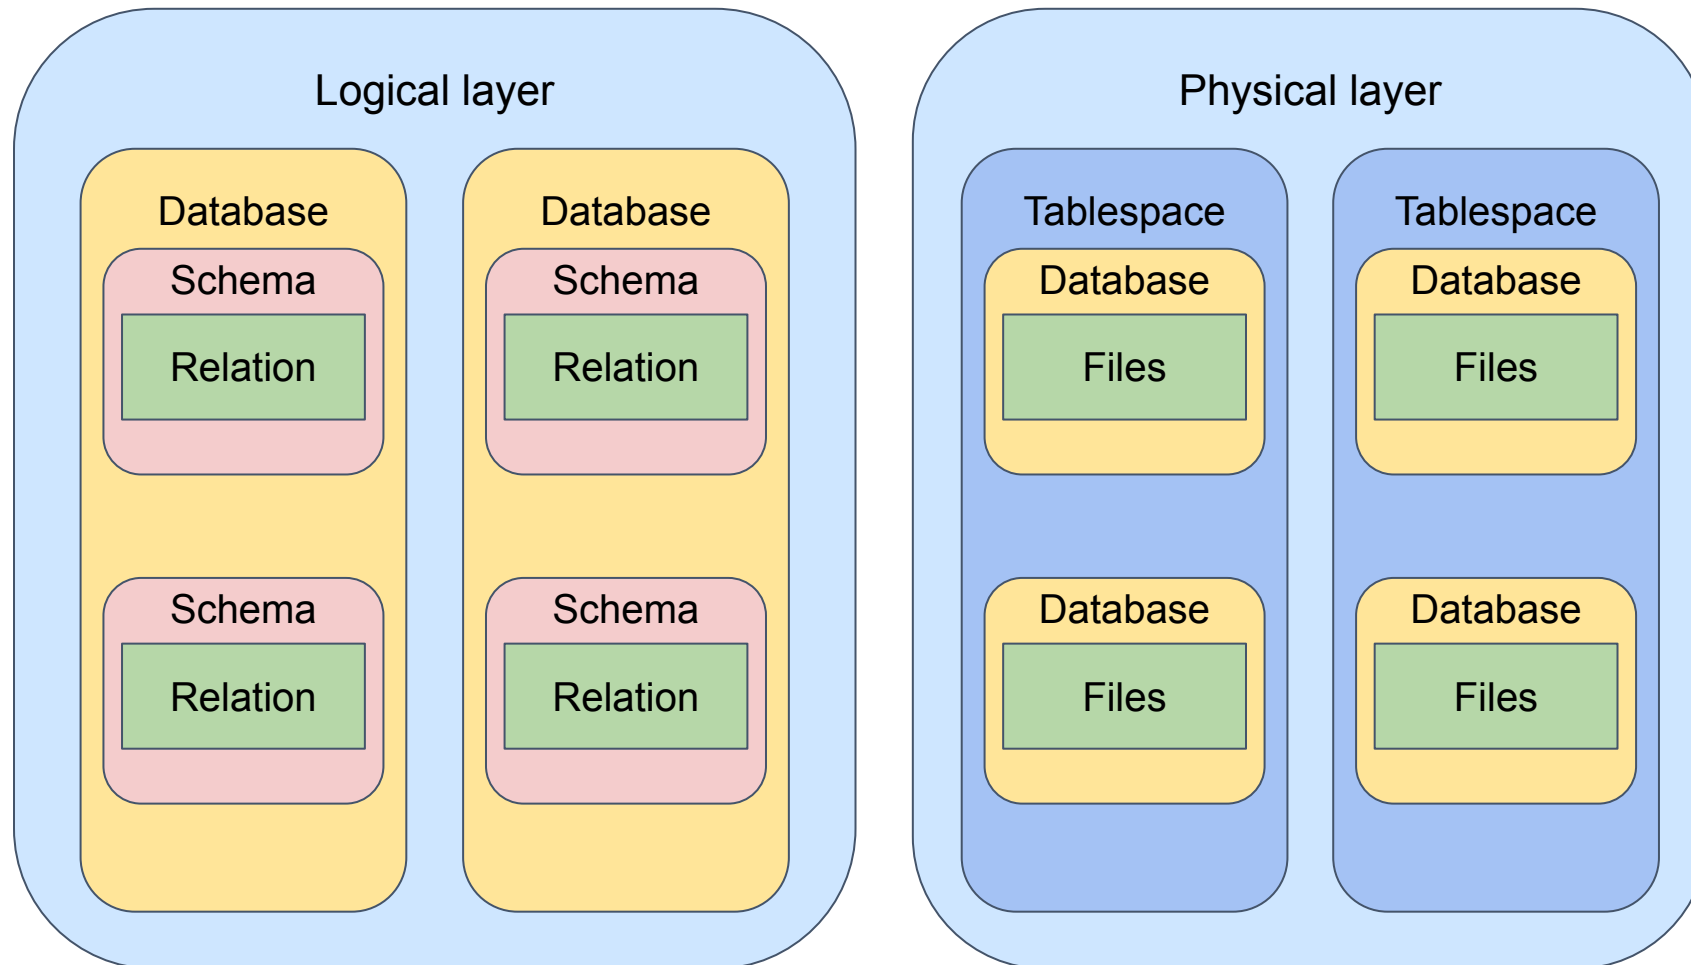 Logical layer
Database
Schema
Relation
Schema
Relation
Database
Schema
Relation
Schema
Relation
Physical layer
Tablespace
Database
Files
Database
Files
Tablespace
Database
Files
Database
Files